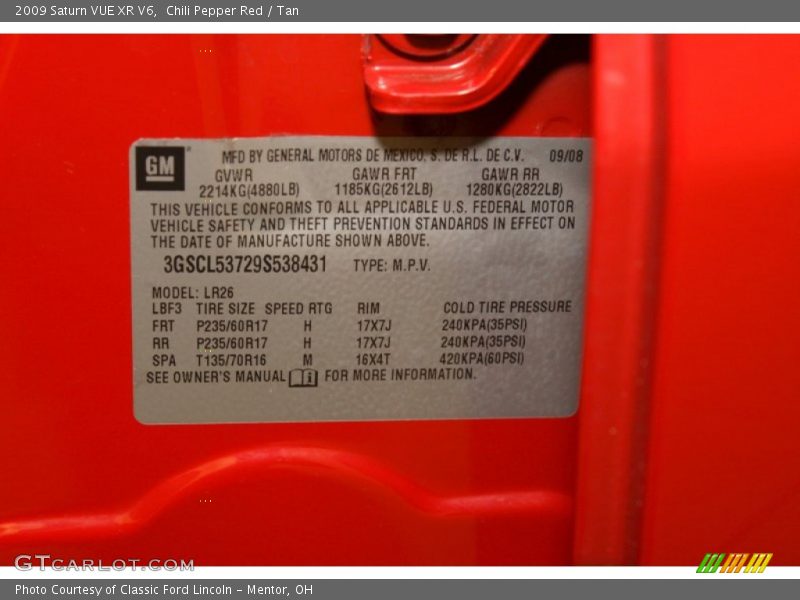 2009 Saturn VUE XR V6,  Chili Pepper Red / Tan
GM MFD BY GENERAL MOTORS DE MEXICO, S. DE R.L. DE C.V. 09/08
GVWR GAWR FRT GAWR RR
2214KG(4880LB) 1185KG(2612LB) 1280KG(2822LB)
THIS VEHICLE CONFORMS TO ALL APPLICABLE U.S. FEDERAL MOTOR
VEHICLE SAFETY AND THEFT PREVENTION STANDARDS IN EFFECT ON
THE DATE OF MANUFACTURE SHOWN ABOVE.
3GSCL53729S538431 TYPE: M.P.V.
MODEL: LR26
LBF3 TIRE SIZE SPEED RTG RIM COLD TIRE PRESSURE
FRT P235/60R17 H 17X7J 240KPA(35PSI)
RR P235/60R17 H 17X7J 240KPA(35PSI)
SPA T135/70R16 M 16X4T 420KPA(60PSI)
SEE OWNER'S MANUAL i FOR MORE INFORMATION.
GTCARLOT.COM
Photo Courtesy of Classic Ford Lincoln - Mentor, OH